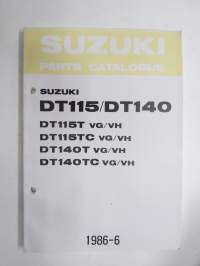 SUZUKI
PARTS CATALOGUE
SUZUKI
DT115/DT140
DT115T VG/VH
DT115TC VG/VH
DT140T VG/VH
DT140TC VG/VH
1986-6